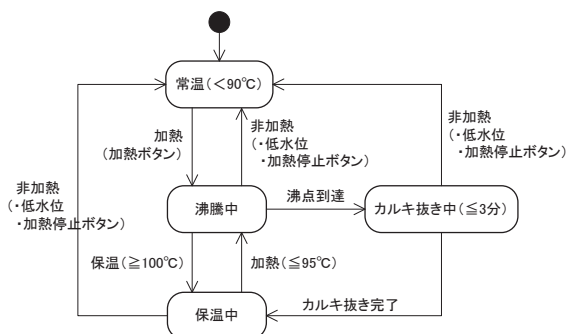 常温(＜90℃)
加熱
(加熱ボタン)
非加熱
(・低水位
・加熱停止ボタン)
非加熱
(・低水位
・加熱停止ボタン)
非加熱
(・低水位
・加熱停止ボタン)
沸騰中
沸点到達
カルキ抜き中(≦3分)
保温(≧100℃)
加熱(≦95℃)
保温中
カルキ抜き完了